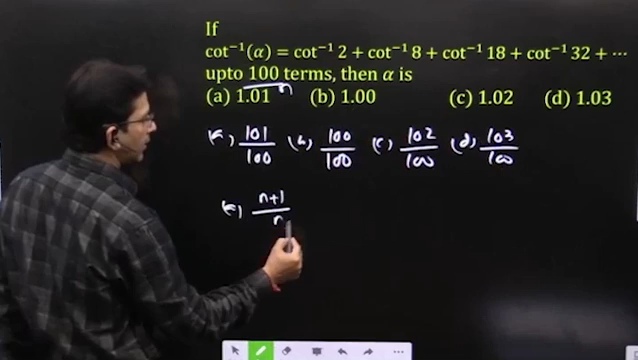 If
cot⁻¹(α) = cot⁻¹ 2 + cot⁻¹ 8 + cot⁻¹ 18 + cot⁻¹ 32 + ⋯
upto 100 terms, then α is
n
(a) 1.01 (b) 1.00 (c) 1.02 (d) 1.03
(a) 101/100 (b) 100/100 (c) 102/100 (d) 103/100
(a) n+1/n